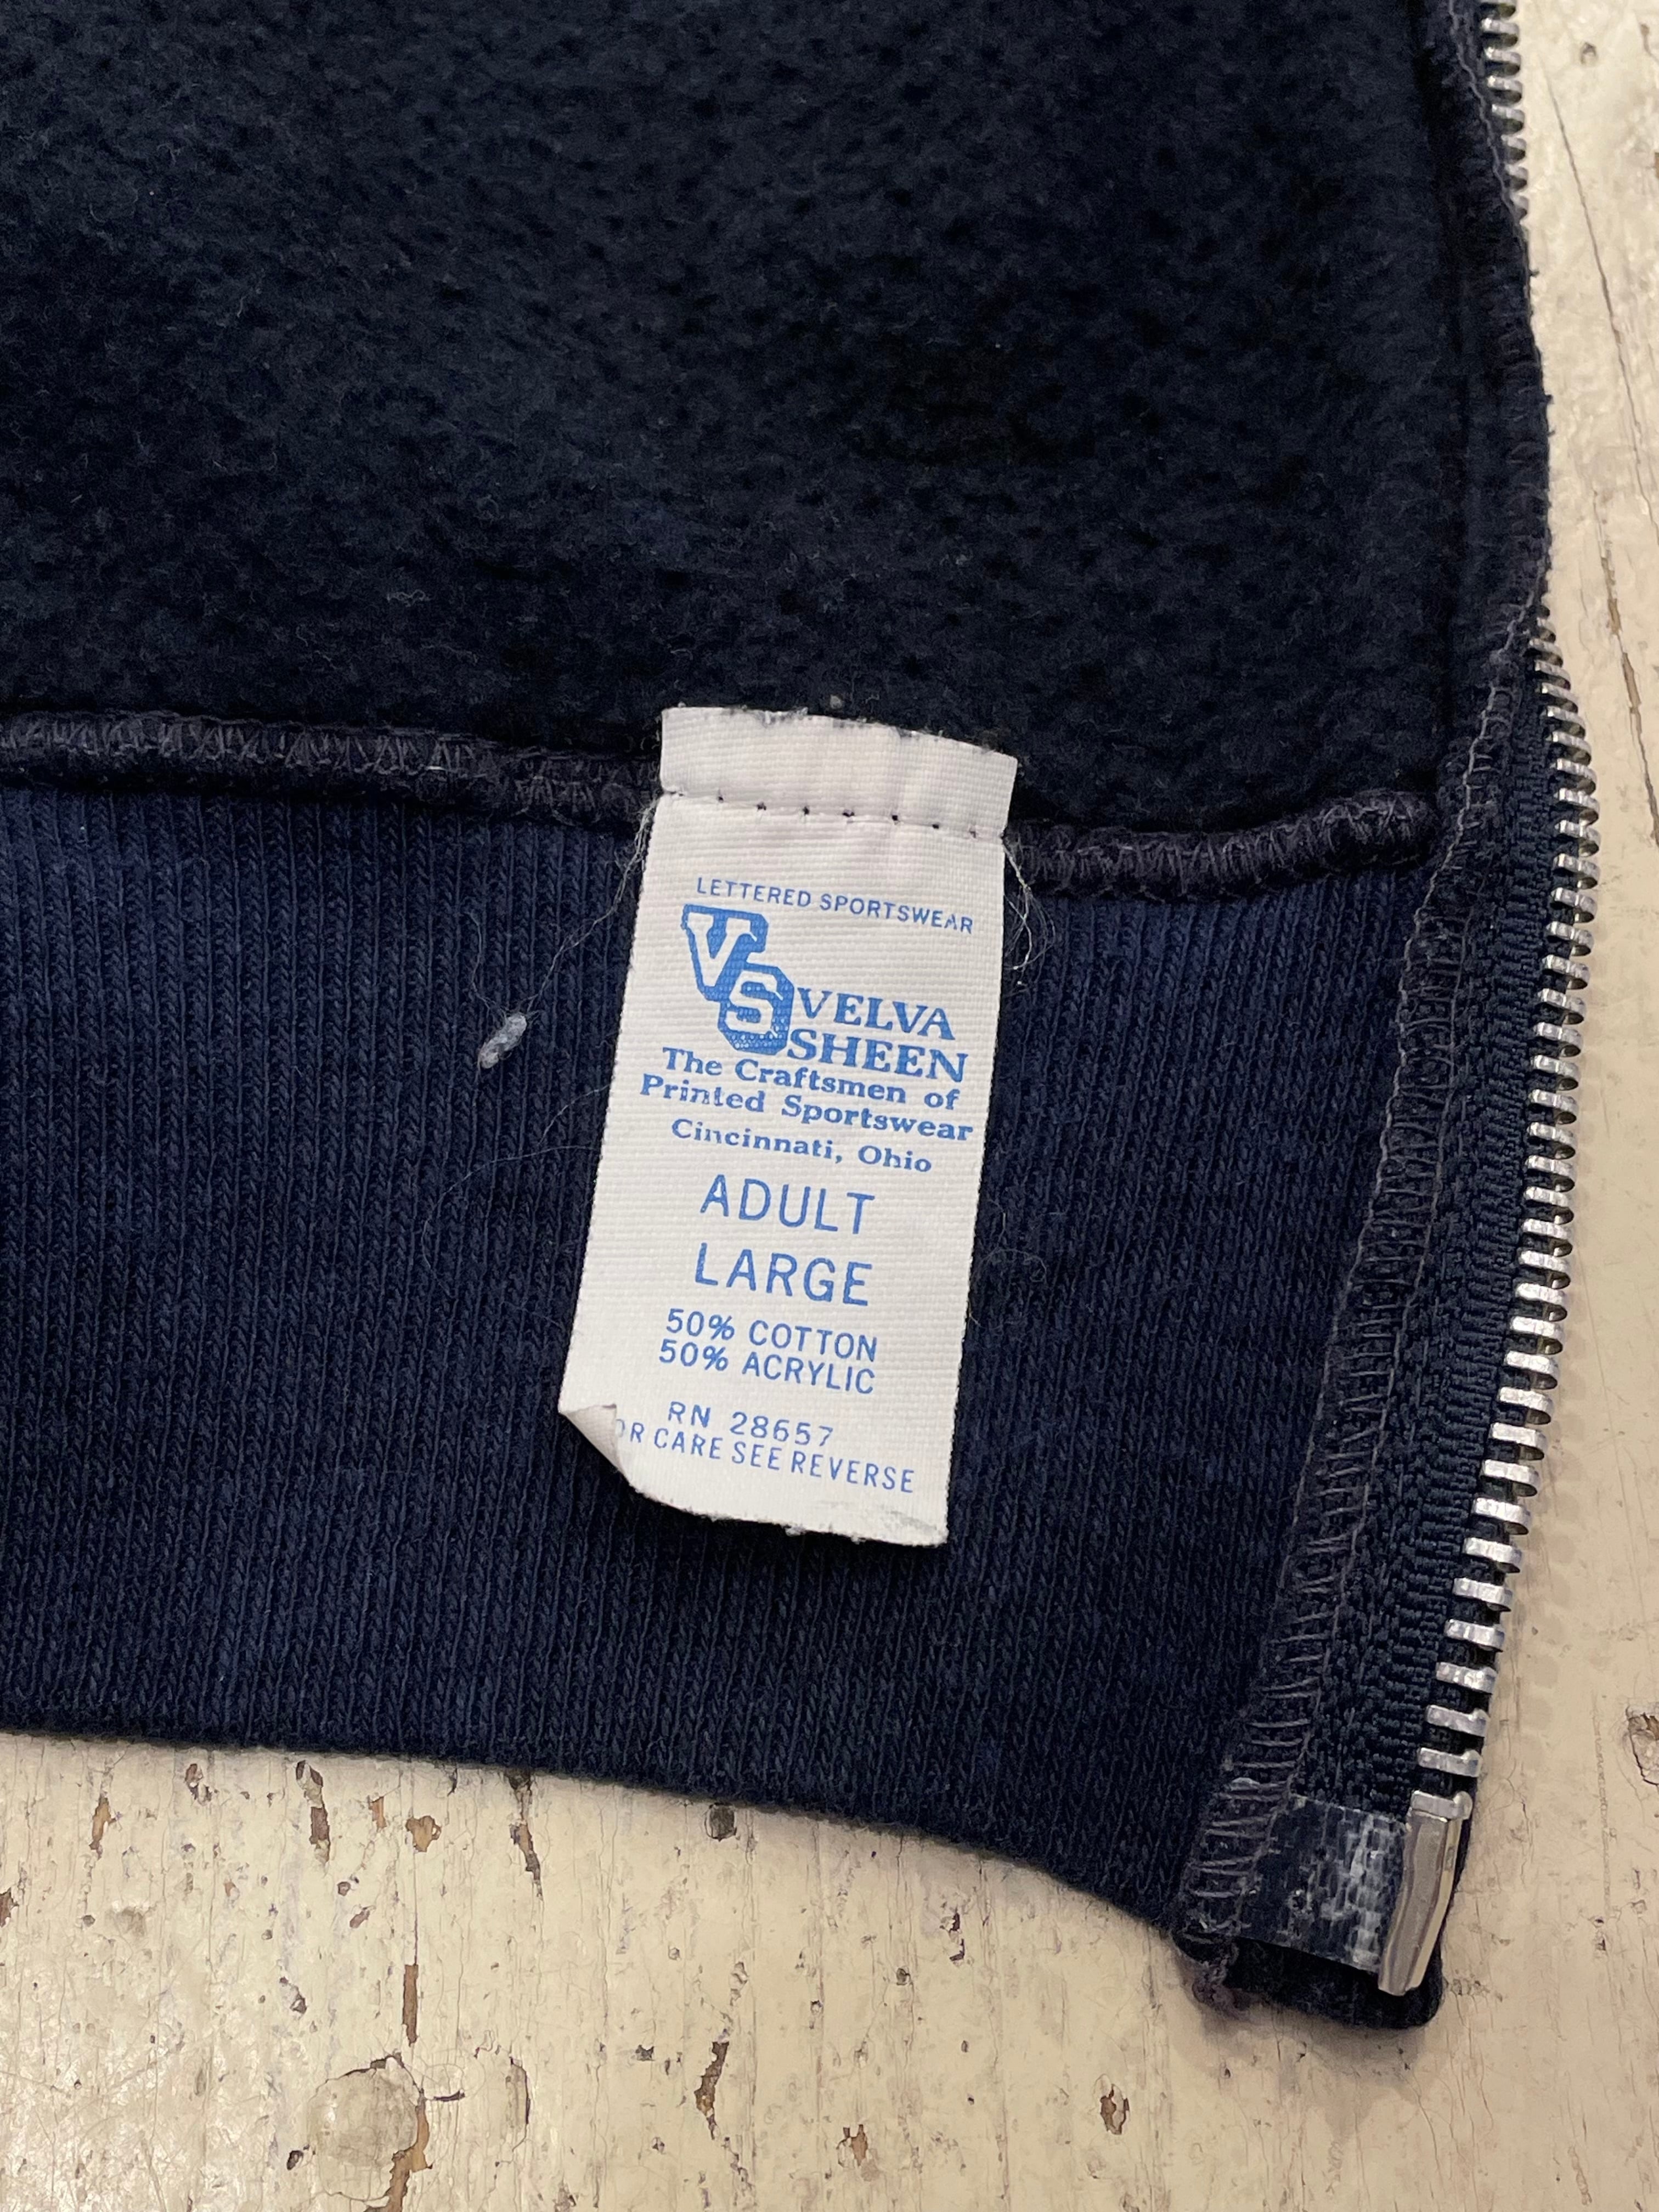 LETTERED SPORTSWEAR
VS VELVA
SHEEN
The Craftsmen of
Printed Sportswear
Cincinnati, Ohio
ADULT
LARGE
50% COTTON
50% ACRYLIC
RN 28657
OR CARE SEE REVERSE